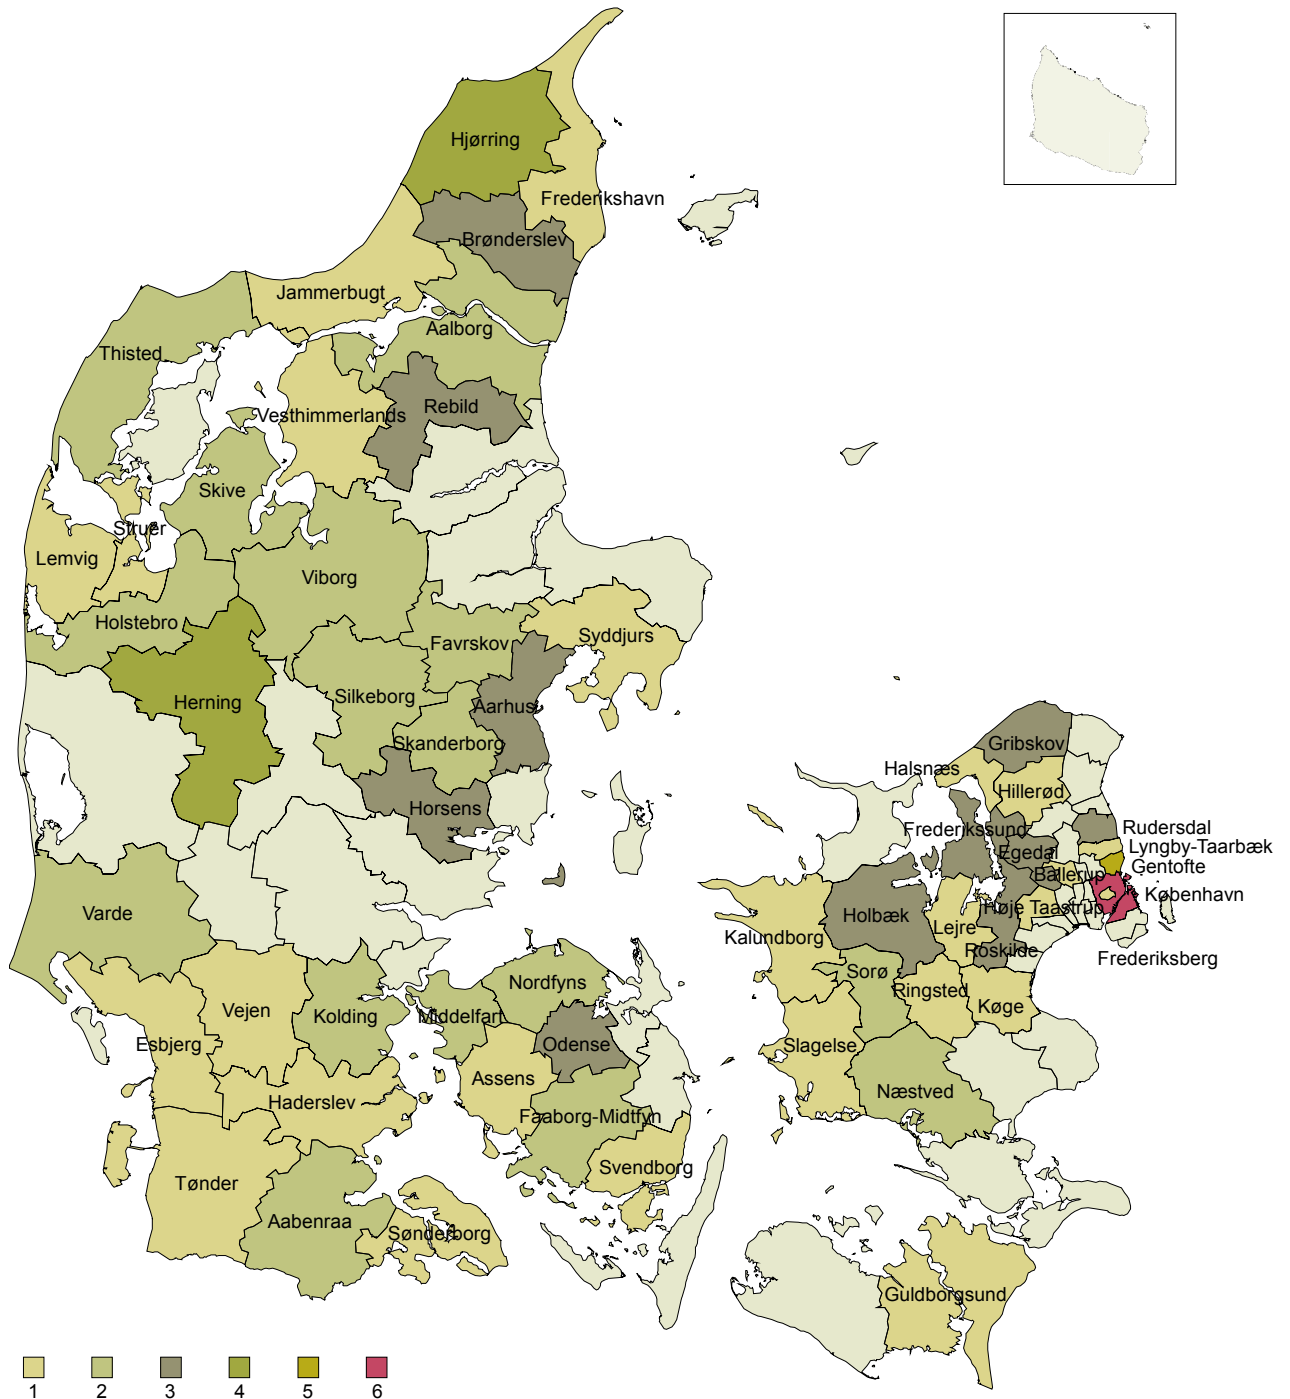 Hjørring
Frederikshavn
Brønderslev
Jammerbugt
Aalborg
Thisted
Rebild
Vesthimmerlands
Skive
Struer
Lemvig
Viborg
Holstebro
Syddjurs
Favrskov
Silkeborg
Herning
Aarhus
Skanderborg
Gribskov
Halsnæs
Hillerød
Horsens
Frederikssund
Rudersdal
Lyngby-Taarbæk
Egedal
Gentofte
Ballerup
København
Varde
Holbæk
Høje Taastrup
Lejre
Kalundborg
Roskilde
Frederiksberg
Sorø
Nordfyns
Ringsted
Køge
Vejen
Kolding
Middelfart
Esbjerg
Odense
Slagelse
Assens
Næstved
Haderslev
Faaborg-Midtfyn
Svendborg
Tønder
Aabenraa
Sønderborg
Guldborgsund
1 2 3 4 5 6